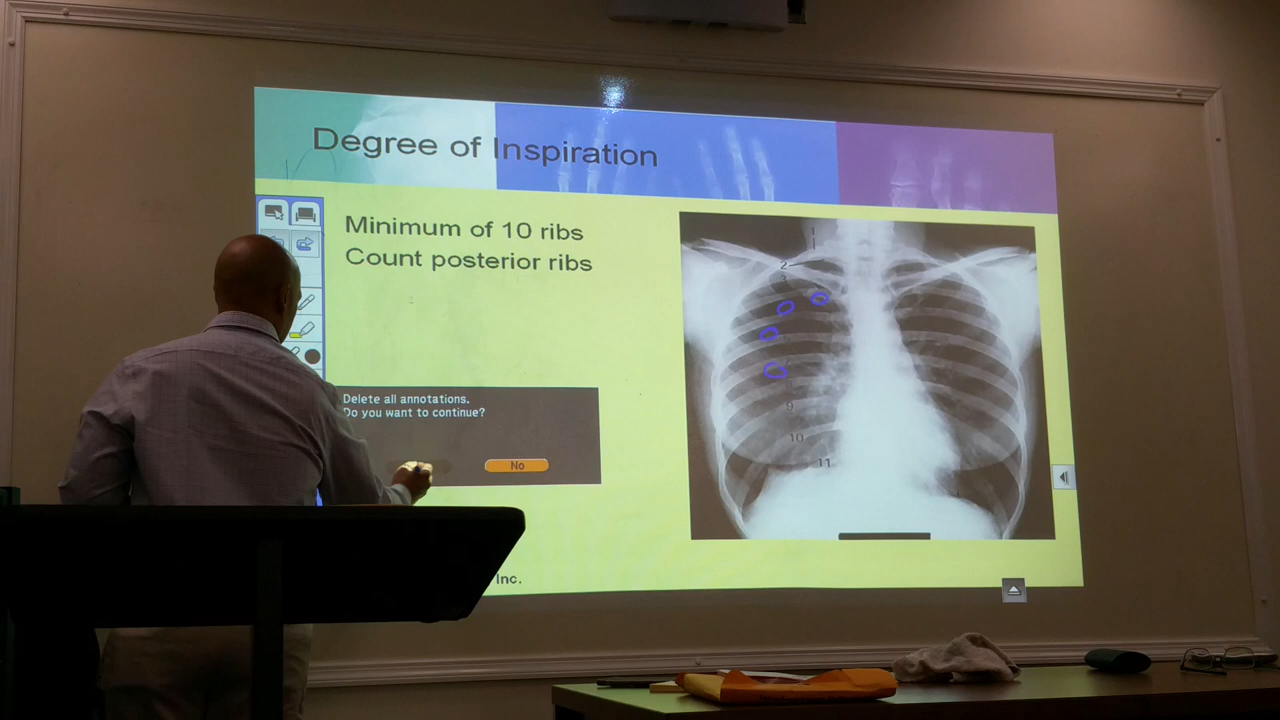 Degree of Inspiration
Minimum of 10 ribs
Count posterior ribs
2
3
9
10
11
Delete all annotations.
Do you want to continue?
No
Inc.